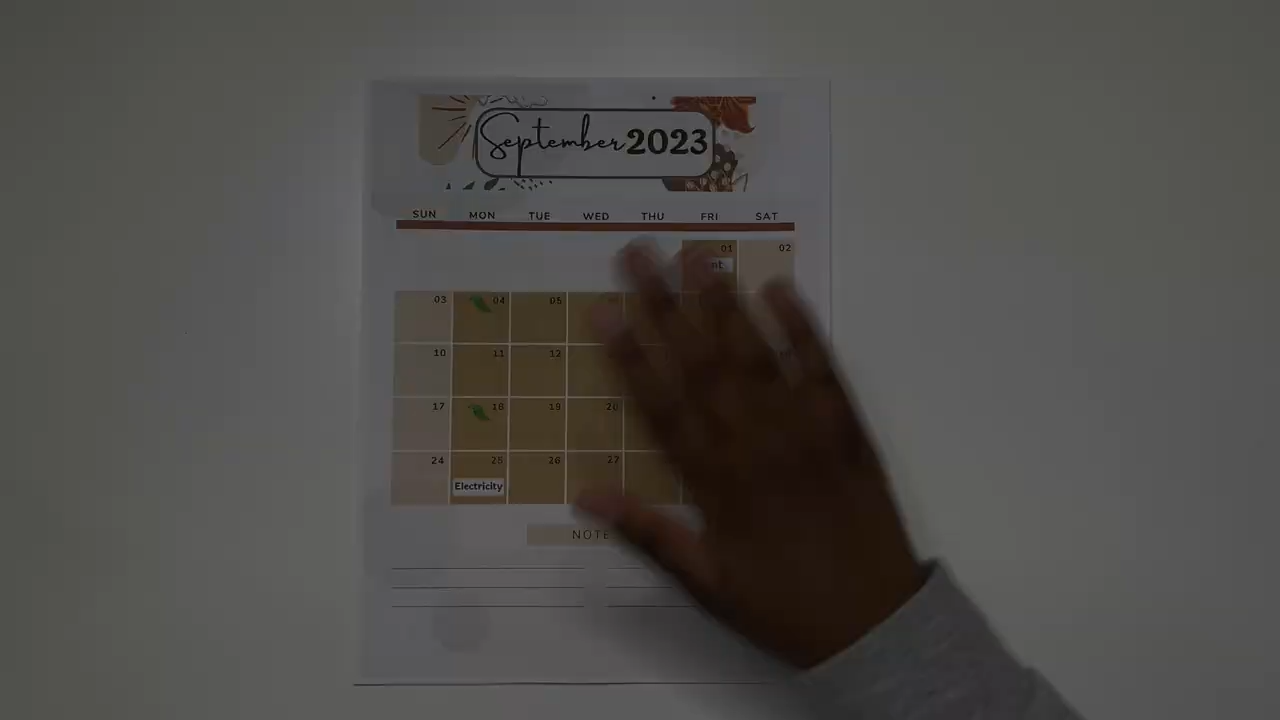 September 2023
SUN MON TUE WED THU FRI SAT
01 02
03 04 05
10 11 12
17 18 19 20
24 25 26 27
Electricity